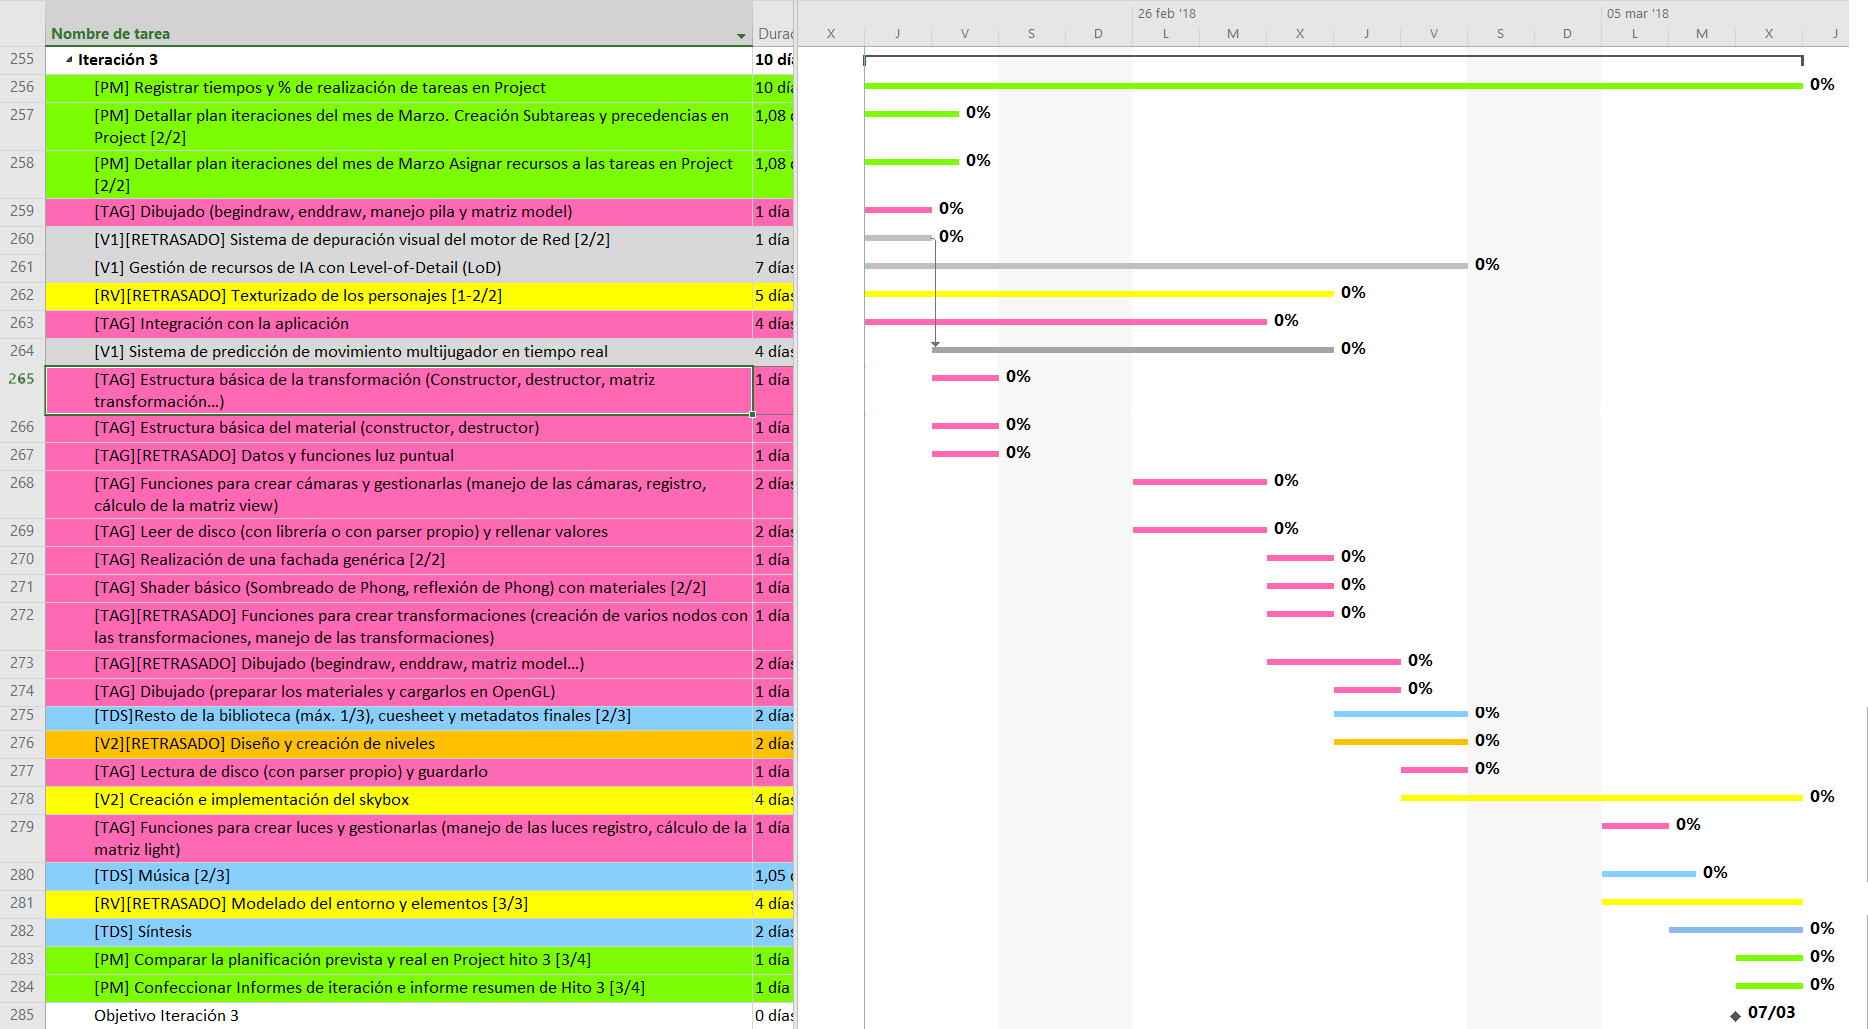 26 feb '18 05 mar '18
Nombre de tarea Durac X J V S D L M X J V S D L M X J
255 Iteración 3 10 día
256 [PM] Registrar tiempos y % de realización de tareas en Project 10 día 0%
257 [PM] Detallar plan iteraciones del mes de Marzo. Creación Subtareas y precedencias en 1,08 d 0%
Project [2/2]
258 [PM] Detallar plan iteraciones del mes de Marzo Asignar recursos a las tareas en Project 1,08 d 0%
[2/2]
259 [TAG] Dibujado (begindraw, enddraw, manejo pila y matriz model) 1 día 0%
260 [V1][RETRASADO] Sistema de depuración visual del motor de Red [2/2] 1 día 0%
261 [V1] Gestión de recursos de IA con Level-of-Detail (LoD) 7 días 0%
262 [RV][RETRASADO] Texturizado de los personajes [1-2/2] 5 días 0%
263 [TAG] Integración con la aplicación 4 días 0%
264 [V1] Sistema de predicción de movimiento multijugador en tiempo real 4 días 0%
265 [TAG] Estructura básica de la transformación (Constructor, destructor, matriz 1 día 0%
transformación...)
266 [TAG] Estructura básica del material (constructor, destructor) 1 día 0%
267 [TAG][RETRASADO] Datos y funciones luz puntual 1 día 0%
268 [TAG] Funciones para crear cámaras y gestionarlas (manejo de las cámaras, registro, 2 días 0%
cálculo de la matriz view)
269 [TAG] Leer de disco (con librería o con parser propio) y rellenar valores 2 días 0%
270 [TAG] Realización de una fachada genérica [2/2] 1 día 0%
271 [TAG] Shader básico (Sombreado de Phong, reflexión de Phong) con materiales [2/2] 1 día 0%
272 [TAG][RETRASADO] Funciones para crear transformaciones (creación de varios nodos con 1 día 0%
las transformaciones, manejo de las transformaciones)
273 [TAG][RETRASADO] Dibujado (begindraw, enddraw, matriz model...) 2 días 0%
274 [TAG] Dibujado (preparar los materiales y cargarlos en OpenGL) 1 día 0%
275 [TDS]Resto de la biblioteca (máx. 1/3), cuesheet y metadatos finales [2/3] 2 días 0%
276 [V2][RETRASADO] Diseño y creación de niveles 2 días 0%
277 [TAG] Lectura de disco (con parser propio) y guardarlo 1 día 0%
278 [V2] Creación e implementación del skybox 4 días 0%
279 [TAG] Funciones para crear luces y gestionarlas (manejo de las luces registro, cálculo de la 1 día 0%
matriz light)
280 [TDS] Música [2/3] 1,05 d 0%
281 [RV][RETRASADO] Modelado del entorno y elementos [3/3] 4 días
282 [TDS] Síntesis 2 días 0%
283 [PM] Comparar la planificación prevista y real en Project hito 3 [3/4] 1 día 0%
284 [PM] Confeccionar Informes de iteración e informe resumen de Hito 3 [3/4] 1 día 0%
285 Objetivo Iteración 3 0 días 07/03